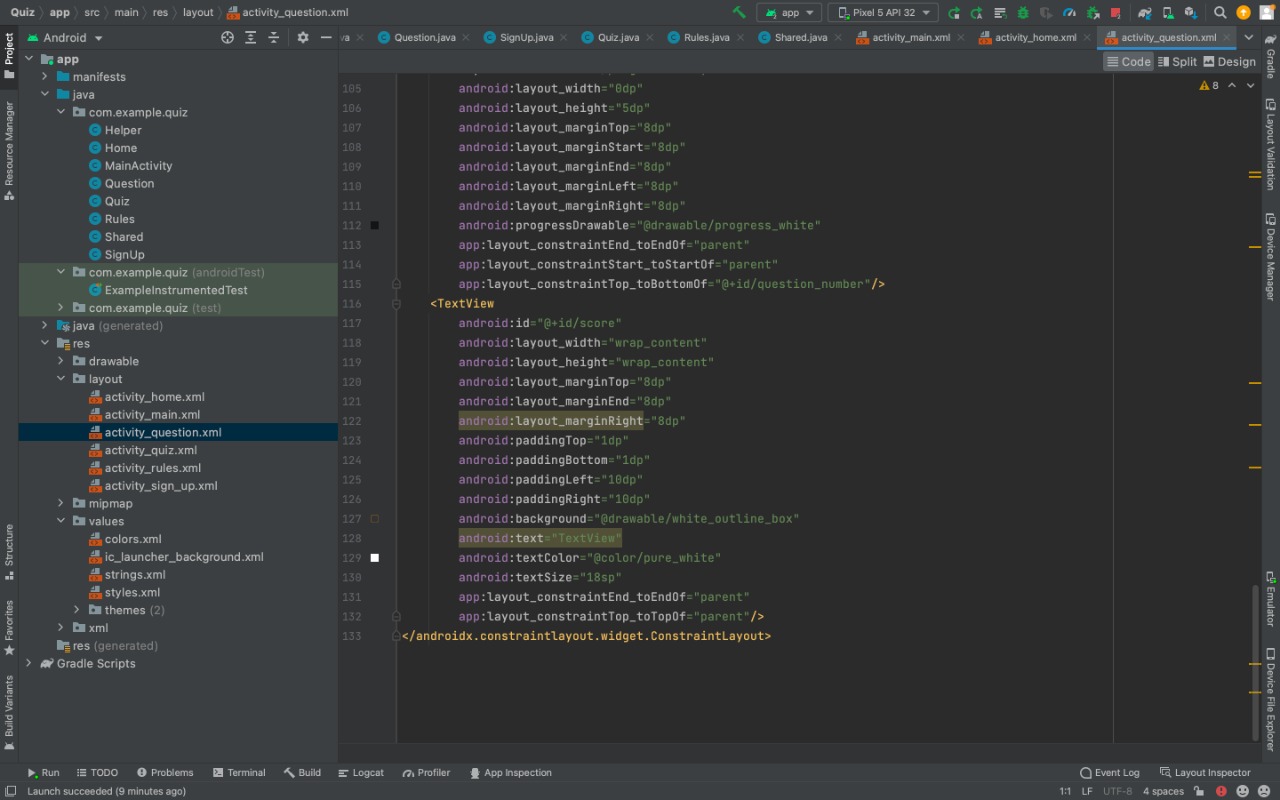 Quiz app src main res layout activity_question.xml
app Pixel 5 API 32
Android
Question.java SignUp.java Quiz.java Rules.java Shared.java activity_main.xml activity_home.xml activity_question.xml
Code Split Design
8
Project
Resource Manager
Structure
Favorites
Build Variants
app
manifests
java
com.example.quiz
Helper
Home
MainActivity
Question
Quiz
Rules
Shared
SignUp
com.example.quiz (androidTest)
ExampleInstrumentedTest
com.example.quiz (test)
java (generated)
res
drawable
layout
activity_home.xml
activity_main.xml
activity_question.xml
activity_quiz.xml
activity_rules.xml
activity_sign_up.xml
mipmap
values
colors.xml
ic_launcher_background.xml
strings.xml
styles.xml
themes (2)
xml
res (generated)
Gradle Scripts
105 android:layout_width="0dp"
106 android:layout_height="5dp"
107 android:layout_marginTop="8dp"
108 android:layout_marginStart="8dp"
109 android:layout_marginEnd="8dp"
110 android:layout_marginLeft="8dp"
111 android:layout_marginRight="8dp"
112 android:progressDrawable="@drawable/progress_white"
113 app:layout_constraintEnd_toEndOf="parent"
114 app:layout_constraintStart_toStartOf="parent"
115 app:layout_constraintTop_toBottomOf="@+id/question_number"/>
116 <TextView
117 android:id="@+id/score"
118 android:layout_width="wrap_content"
119 android:layout_height="wrap_content"
120 android:layout_marginTop="8dp"
121 android:layout_marginEnd="8dp"
122 android:layout_marginRight="8dp"
123 android:paddingTop="1dp"
124 android:paddingBottom="1dp"
125 android:paddingLeft="10dp"
126 android:paddingRight="10dp"
127 android:background="@drawable/white_outline_box"
128 android:text="TextView"
129 android:textColor="@color/pure_white"
130 android:textSize="18sp"
131 app:layout_constraintEnd_toEndOf="parent"
132 app:layout_constraintTop_toTopOf="parent"/>
133 </androidx.constraintlayout.widget.ConstraintLayout>
Gradle
Layout Validation
Device Manager
Emulator
Device File Explorer
Run TODO Problems Terminal Build Logcat Profiler App Inspection Event Log Layout Inspector
Launch succeeded (9 minutes ago) 1:1 LF UTF-8 4 spaces